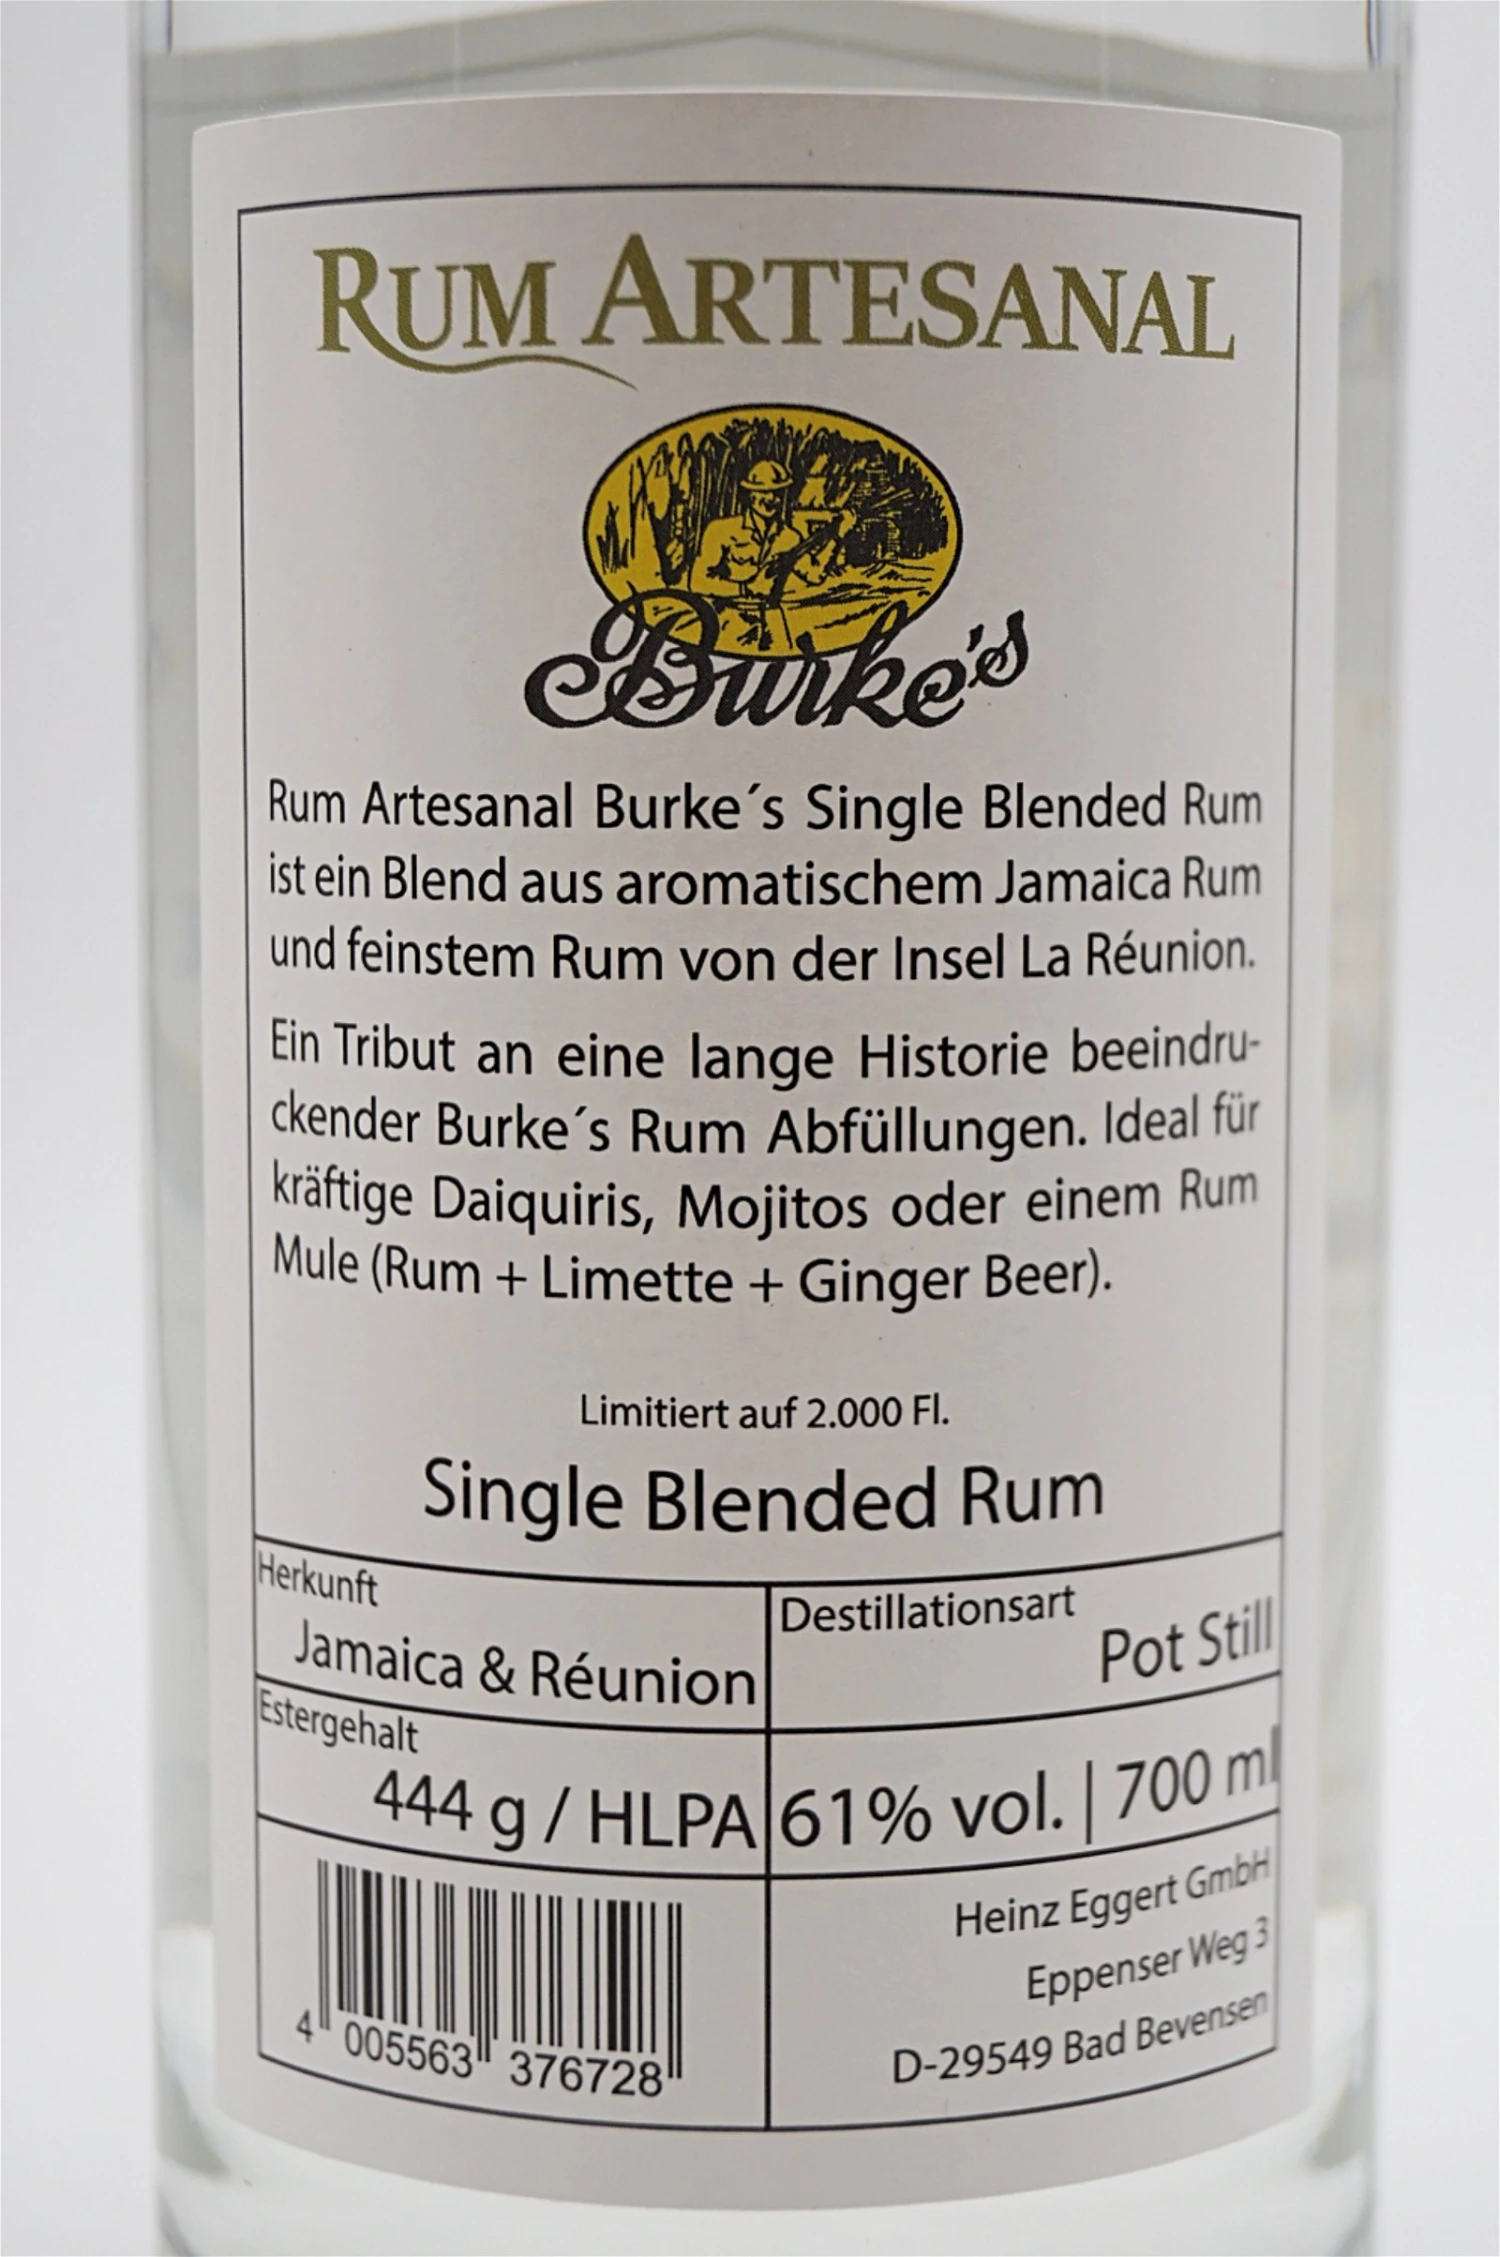 RUM ARTESANAL
Burke's
Rum Artesanal Burke´s Single Blended Rum
ist ein Blend aus aromatischem Jamaica Rum
und feinstem Rum von der Insel La Réunion.
Ein Tribut an eine lange Historie beeindru-
ckender Burke´s Rum Abfüllungen. Ideal für
kräftige Daiquiris, Mojitos oder einem Rum
Mule (Rum + Limette + Ginger Beer).
Limitiert auf 2.000 Fl.
Single Blended Rum
Herkunft
Jamaica & Réunion
Destillationsart
Pot Still
Estergehalt
444 g / HLPA
61% vol. | 700 ml
4 005563 376728
Heinz Eggert GmbH
Eppenser Weg 3
D-29549 Bad Bevensen